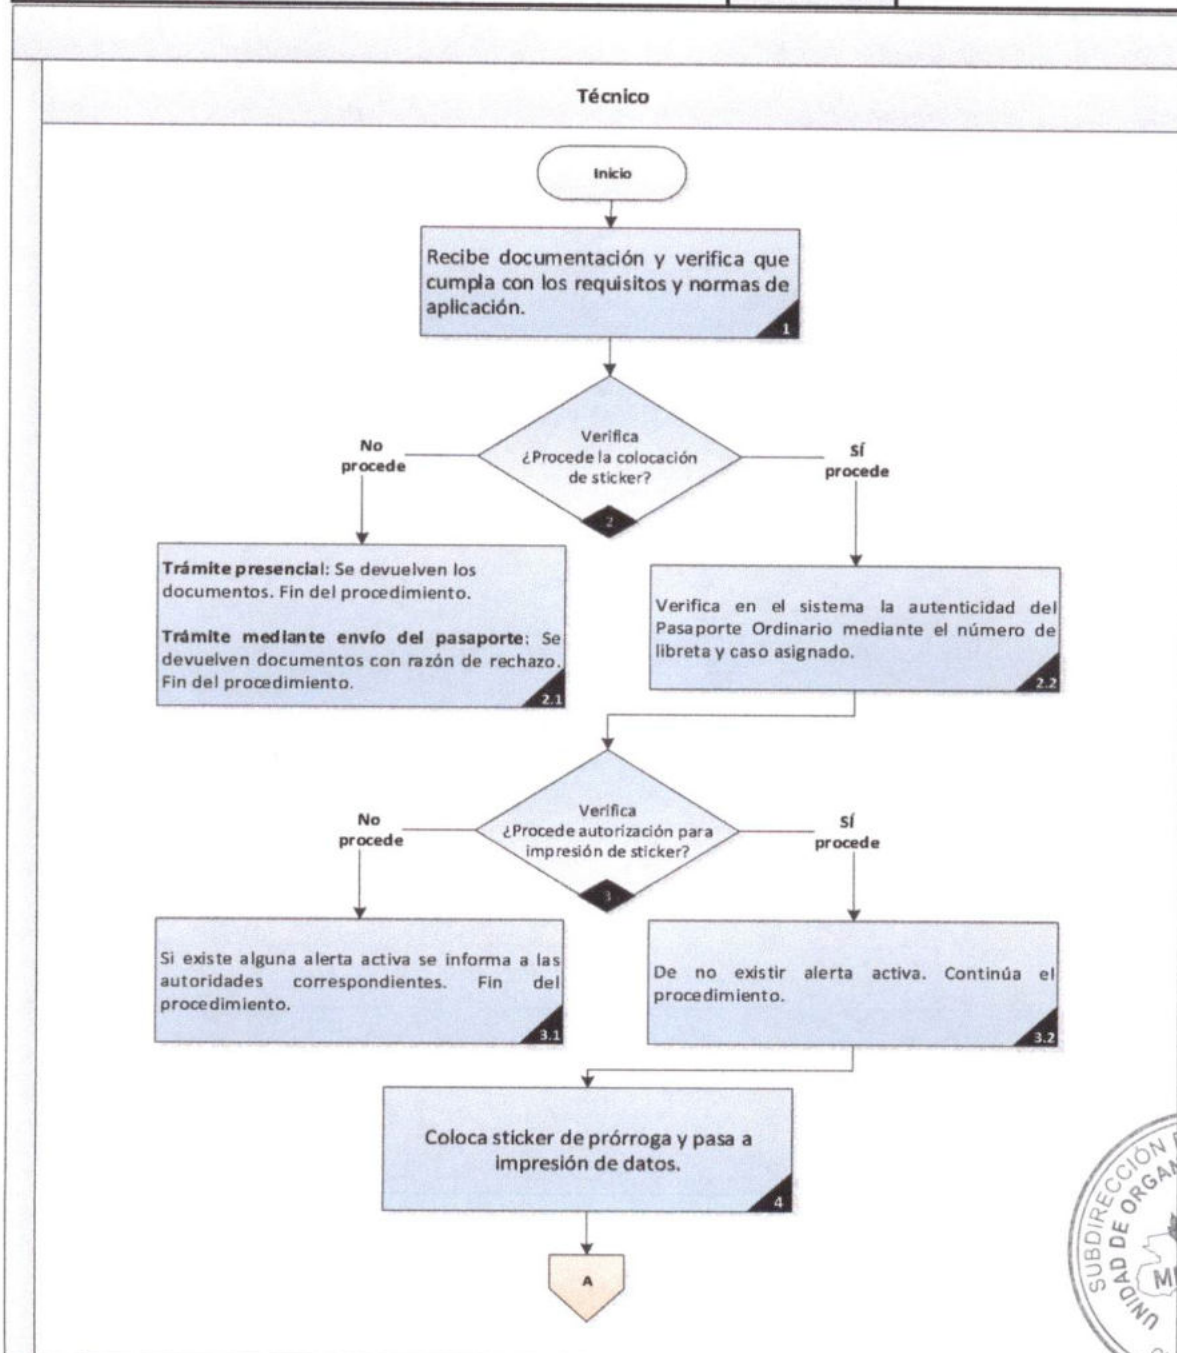 Técnico
Inicio
Recibe documentación y verifica que
cumpla con los requisitos y normas de
aplicación.
1
Verifica
¿Procede la colocación
de sticker?
2
No
procede
SÍ
procede
Trámite presencial: Se devuelven los
documentos. Fin del procedimiento.
Trámite mediante envío del pasaporte: Se
devuelven documentos con razón de rechazo.
Fin del procedimiento.
2.1
Verifica en el sistema la autenticidad del
Pasaporte Ordinario mediante el número de
libreta y caso asignado.
2.2
Verifica
¿Procede autorización para
impresión de sticker?
3
No
procede
SÍ
procede
Si existe alguna alerta activa se informa a las
autoridades correspondientes. Fin del
procedimiento.
3.1
De no existir alerta activa. Continúa el
procedimiento.
3.2
Coloca sticker de prórroga y pasa a
impresión de datos.
4
A
SUBDIRECCIÓN
UNIDAD DE